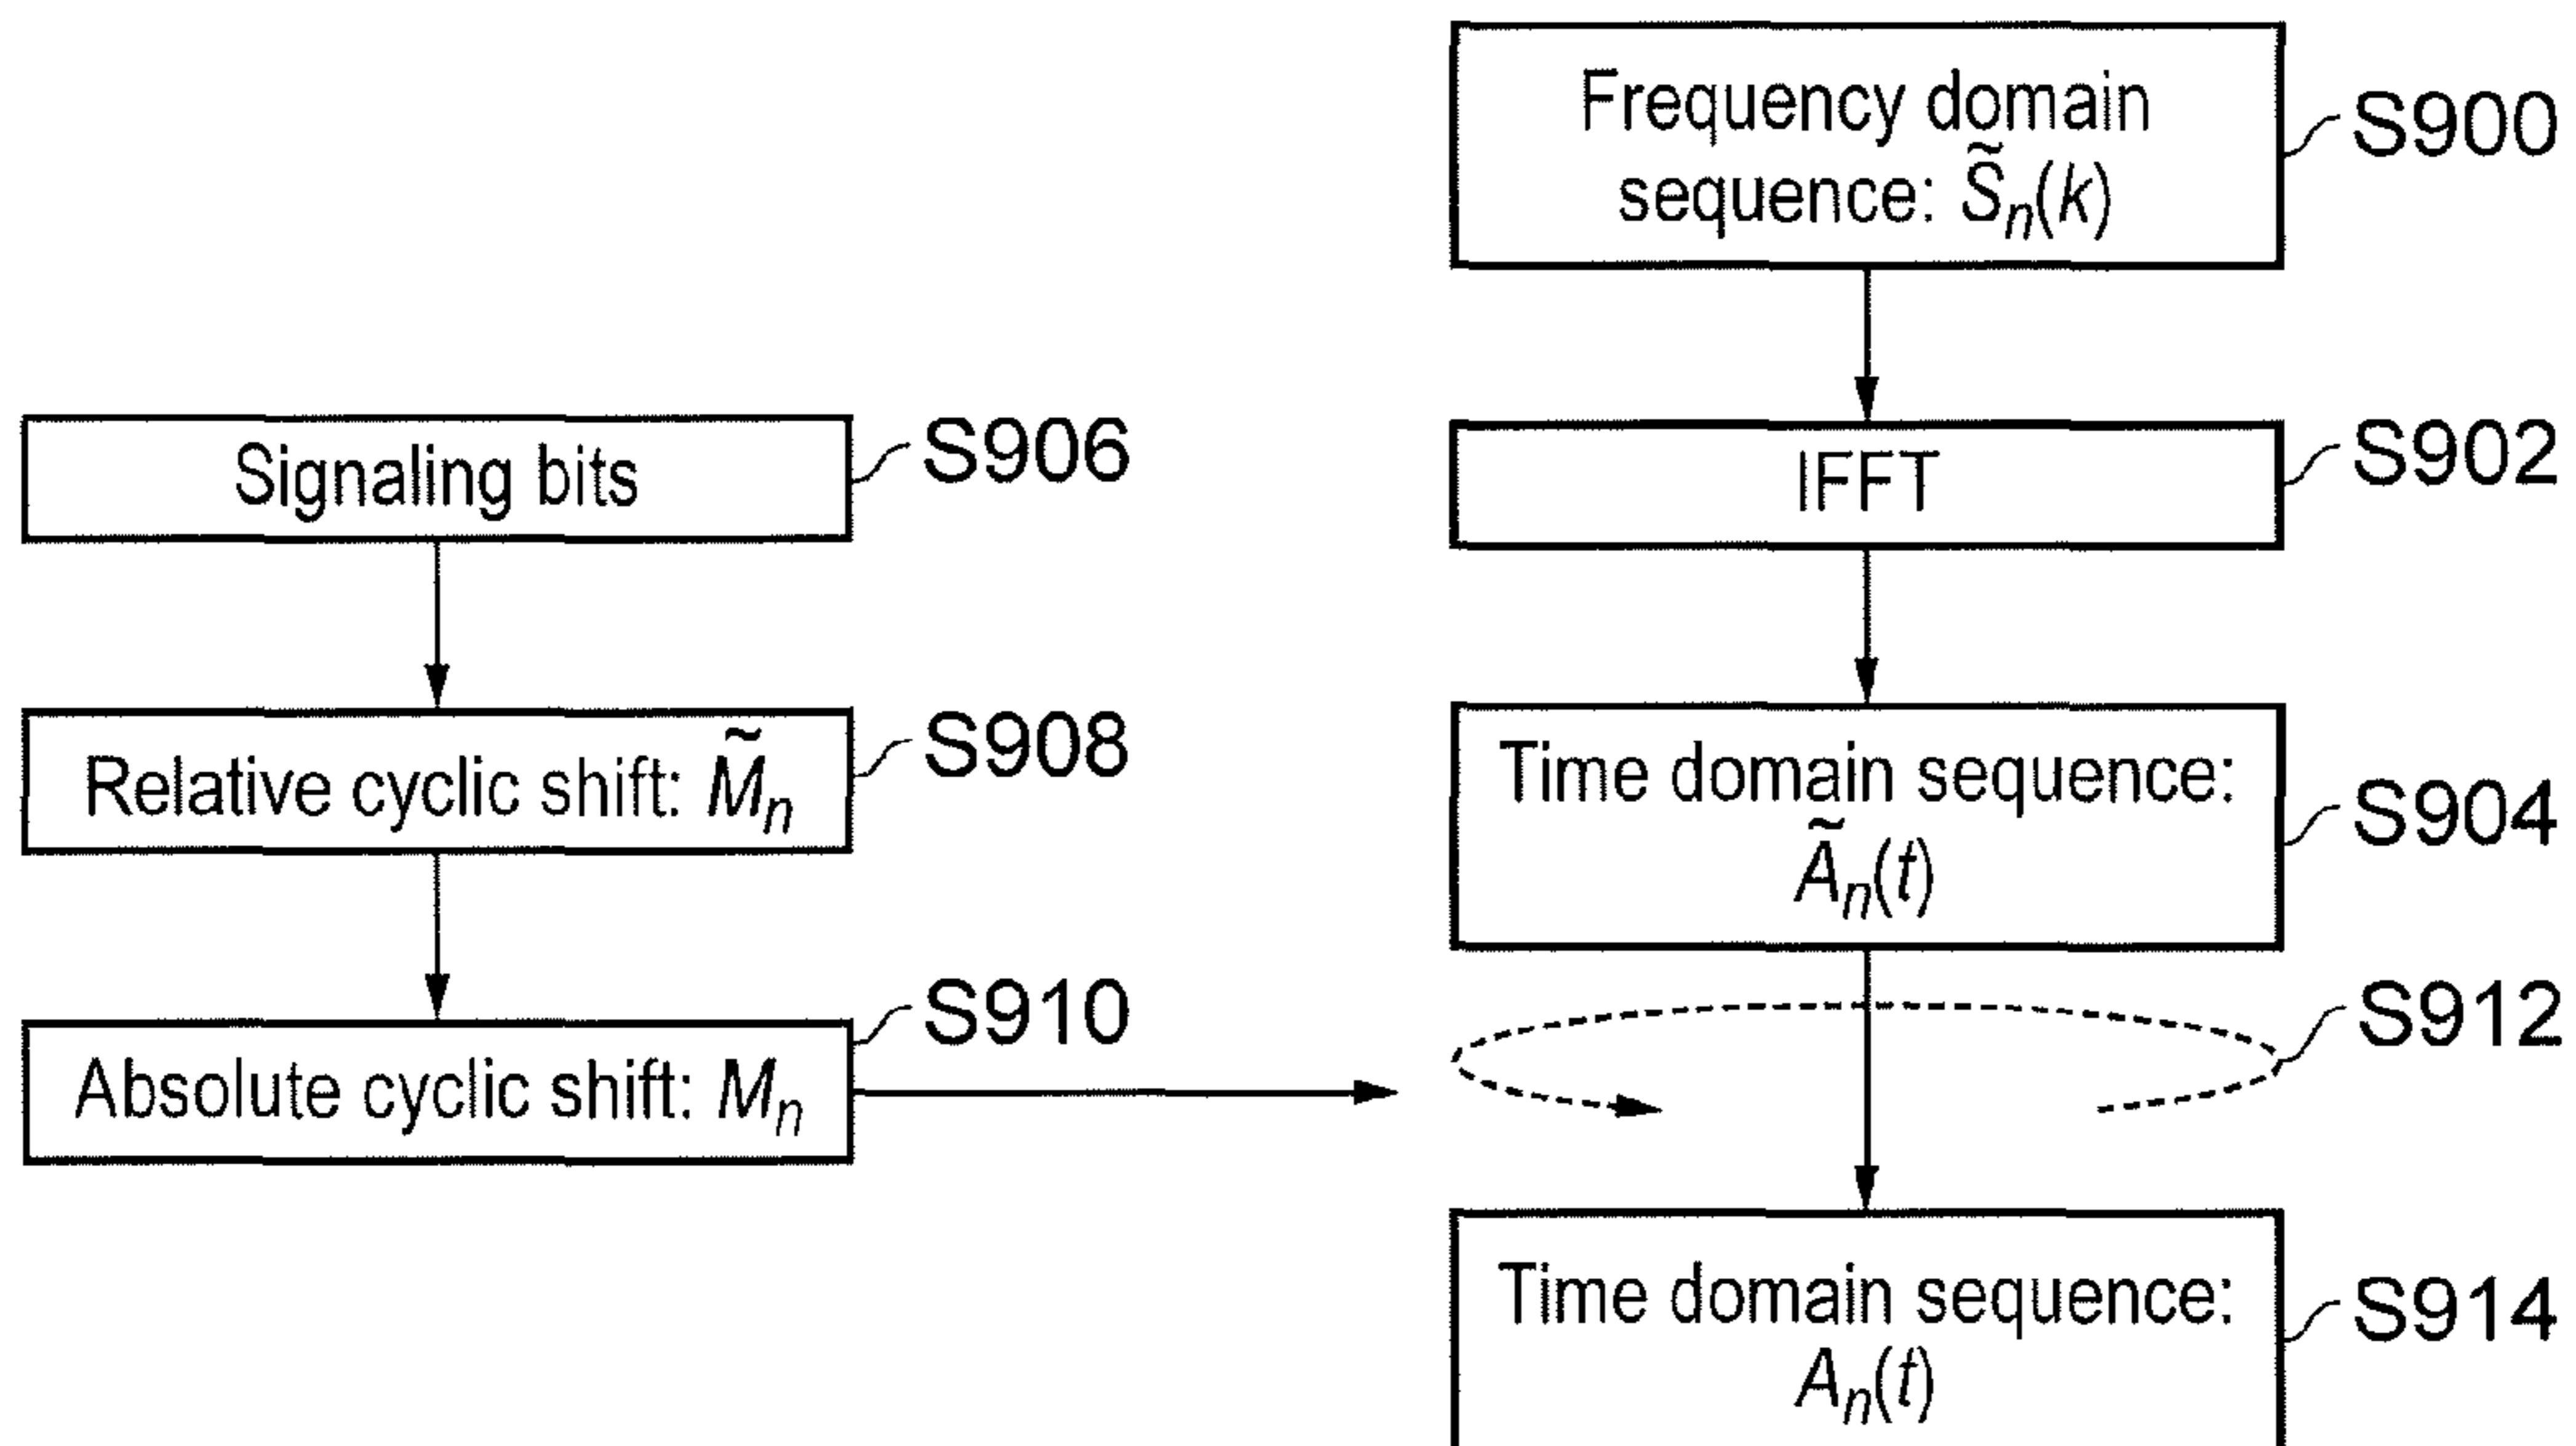 Frequency domain
sequence: S̃n(k)
S900
IFFT
S902
Signaling bits
S906
Relative cyclic shift: M̃n
S908
Time domain sequence:
Ãn(t)
S904
Absolute cyclic shift: Mn
S910
S912
Time domain sequence:
An(t)
S914